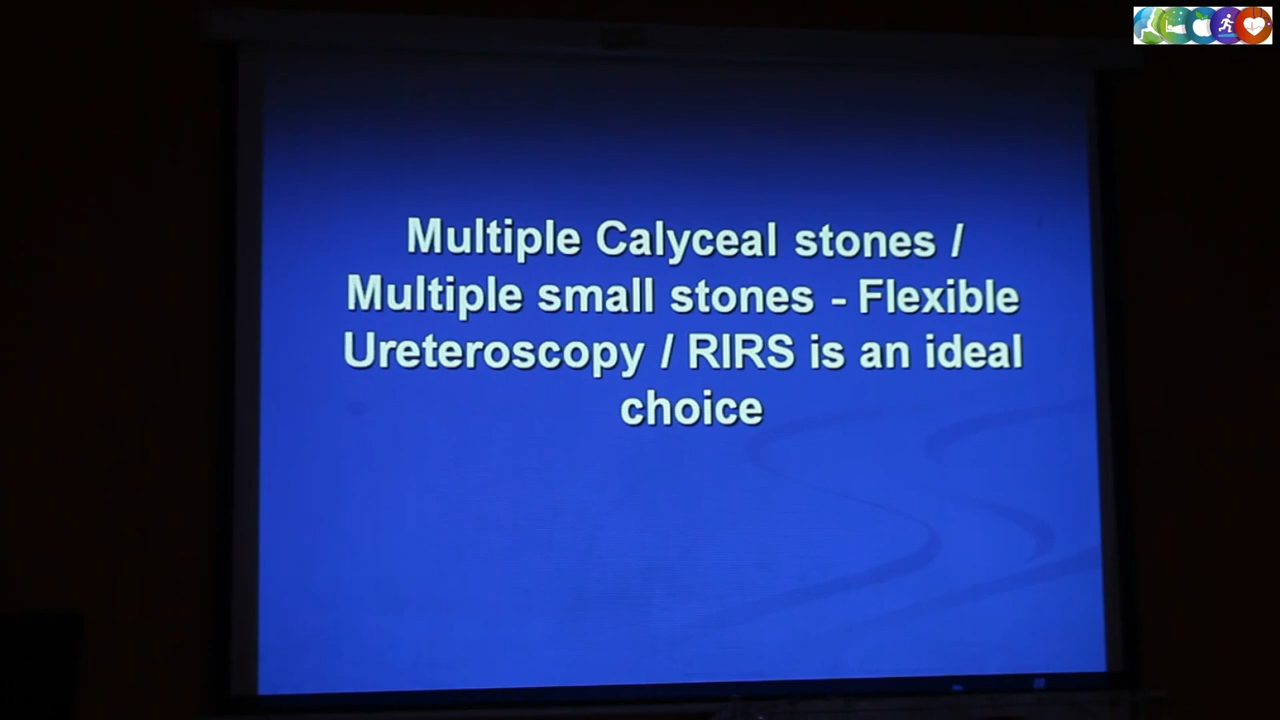 Multiple Calyceal stones /
Multiple small stones - Flexible
Ureteroscopy / RIRS is an ideal
choice